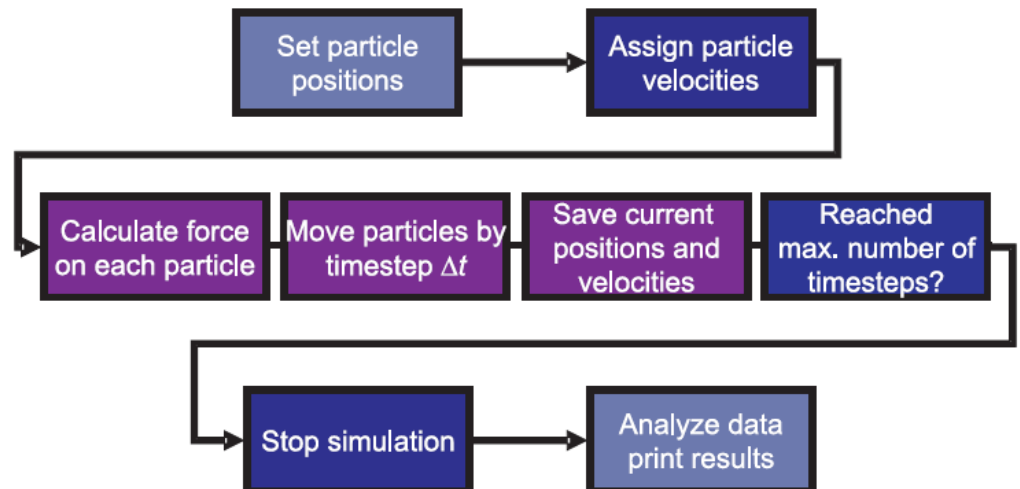 Set particle
positions
Assign particle
velocities
Calculate force
on each particle
Move particles by
timestep Δt
Save current
positions and
velocities
Reached
max. number of
timesteps?
Stop simulation
Analyze data
print results